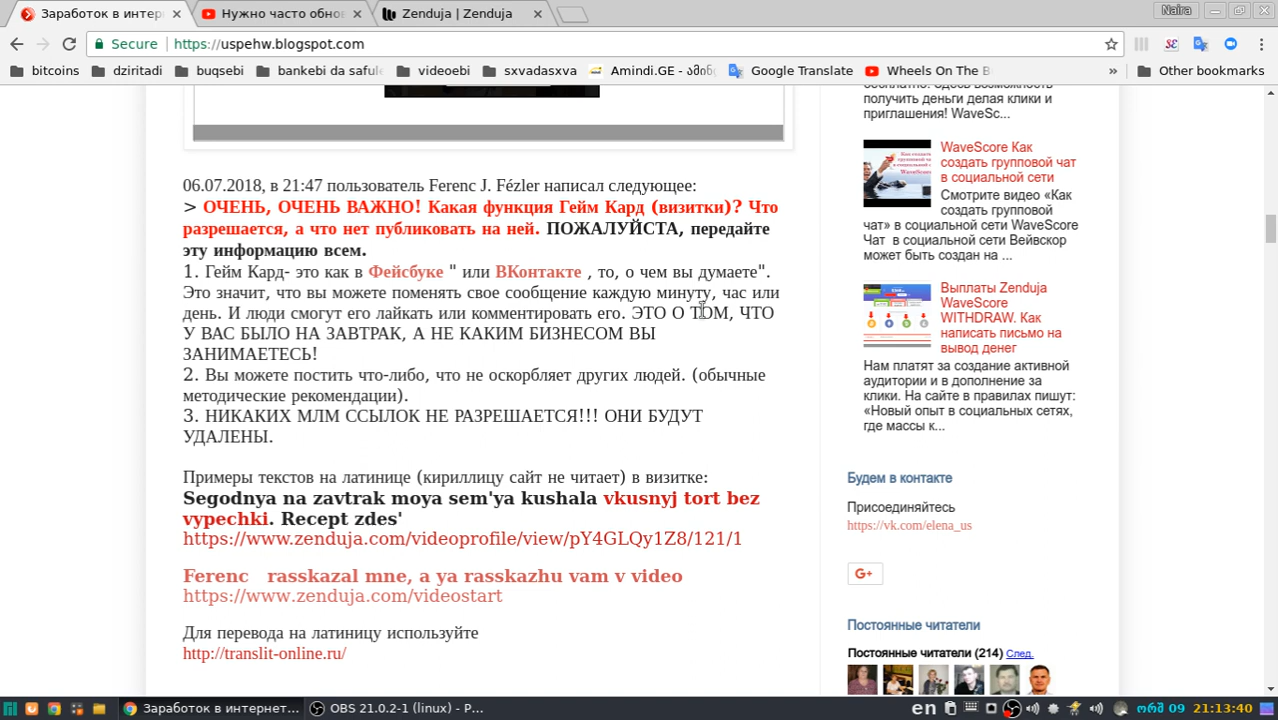 Заработок в интер
Нужно часто обнов
Zenduja | Zenduja
Naira
Secure
https://uspehw.blogspot.com
bitcoins
dziritadi
buqsebi
bankebi da safule
videoebi
sxvadasxva
Amindi.GE - ამინდ
Google Translate
Wheels On The B
»
Other bookmarks
06.07.2018, в 21:47 пользователь Ferenc J. Fézler написал следующее:
> ОЧЕНЬ, ОЧЕНЬ ВАЖНО! Какая функция Гейм Кард (визитки)? Что
разрешается, а что нет публиковать на ней. ПОЖАЛУЙСТА, передайте
эту информацию всем.
1. Гейм Кард- это как в Фейсбуке " или ВКонтакте , то, о чем вы думаете".
Это значит, что вы можете поменять свое сообщение каждую минуту, час или
день. И люди смогут его лайкать или комментировать его. ЭТО О ТОМ, ЧТО
У ВАС БЫЛО НА ЗАВТРАК, А НЕ КАКИМ БИЗНЕСОМ ВЫ
ЗАНИМАЕТЕСЬ!
2. Вы можете постить что-либо, что не оскорбляет других людей. (обычные
методические рекомендации).
3. НИКАКИХ МЛМ ССЫЛОК НЕ РАЗРЕШАЕТСЯ!!! ОНИ БУДУТ
УДАЛЕНЫ.
Примеры текстов на латинице (кириллицу сайт не читает) в визитке:
Segodnya na zavtrak moya sem'ya kushala vkusnyj tort bez
vypechki. Recept zdes'
https://www.zenduja.com/videoprofile/view/pY4GLQy1Z8/121/1
Ferenc rasskazal mne, a ya rasskazhu vam v video
https://www.zenduja.com/videostart
Для перевода на латиницу используйте
http://translit-online.ru/
бесплатно! Здесь возможность
получить деньги делая клики и
приглашения! WaveSc...
WaveScore Как
создать групповой чат
в социальной сети
Смотрите видео «Как
создать групповой
чат» в социальной сети WaveScore
Чат в социальной сети Вейвскор
может быть создан на ...
Выплаты Zenduja
WaveScore
WITHDRAW. Как
написать письмо на
вывод денег
Нам платят за создание активной
аудитории и в дополнение за
клики. На сайте в правилах пишут:
«Новый опыт в социальных сетях,
где массы к...
Будем в контакте
Присоединяйтесь
https://vk.com/elena_us
G+
Постоянные читатели
Постоянные читатели (214) След.
Заработок в интернет...
OBS 21.0.2-1 (linux) - P...
en
ორშ 09
21:13:40